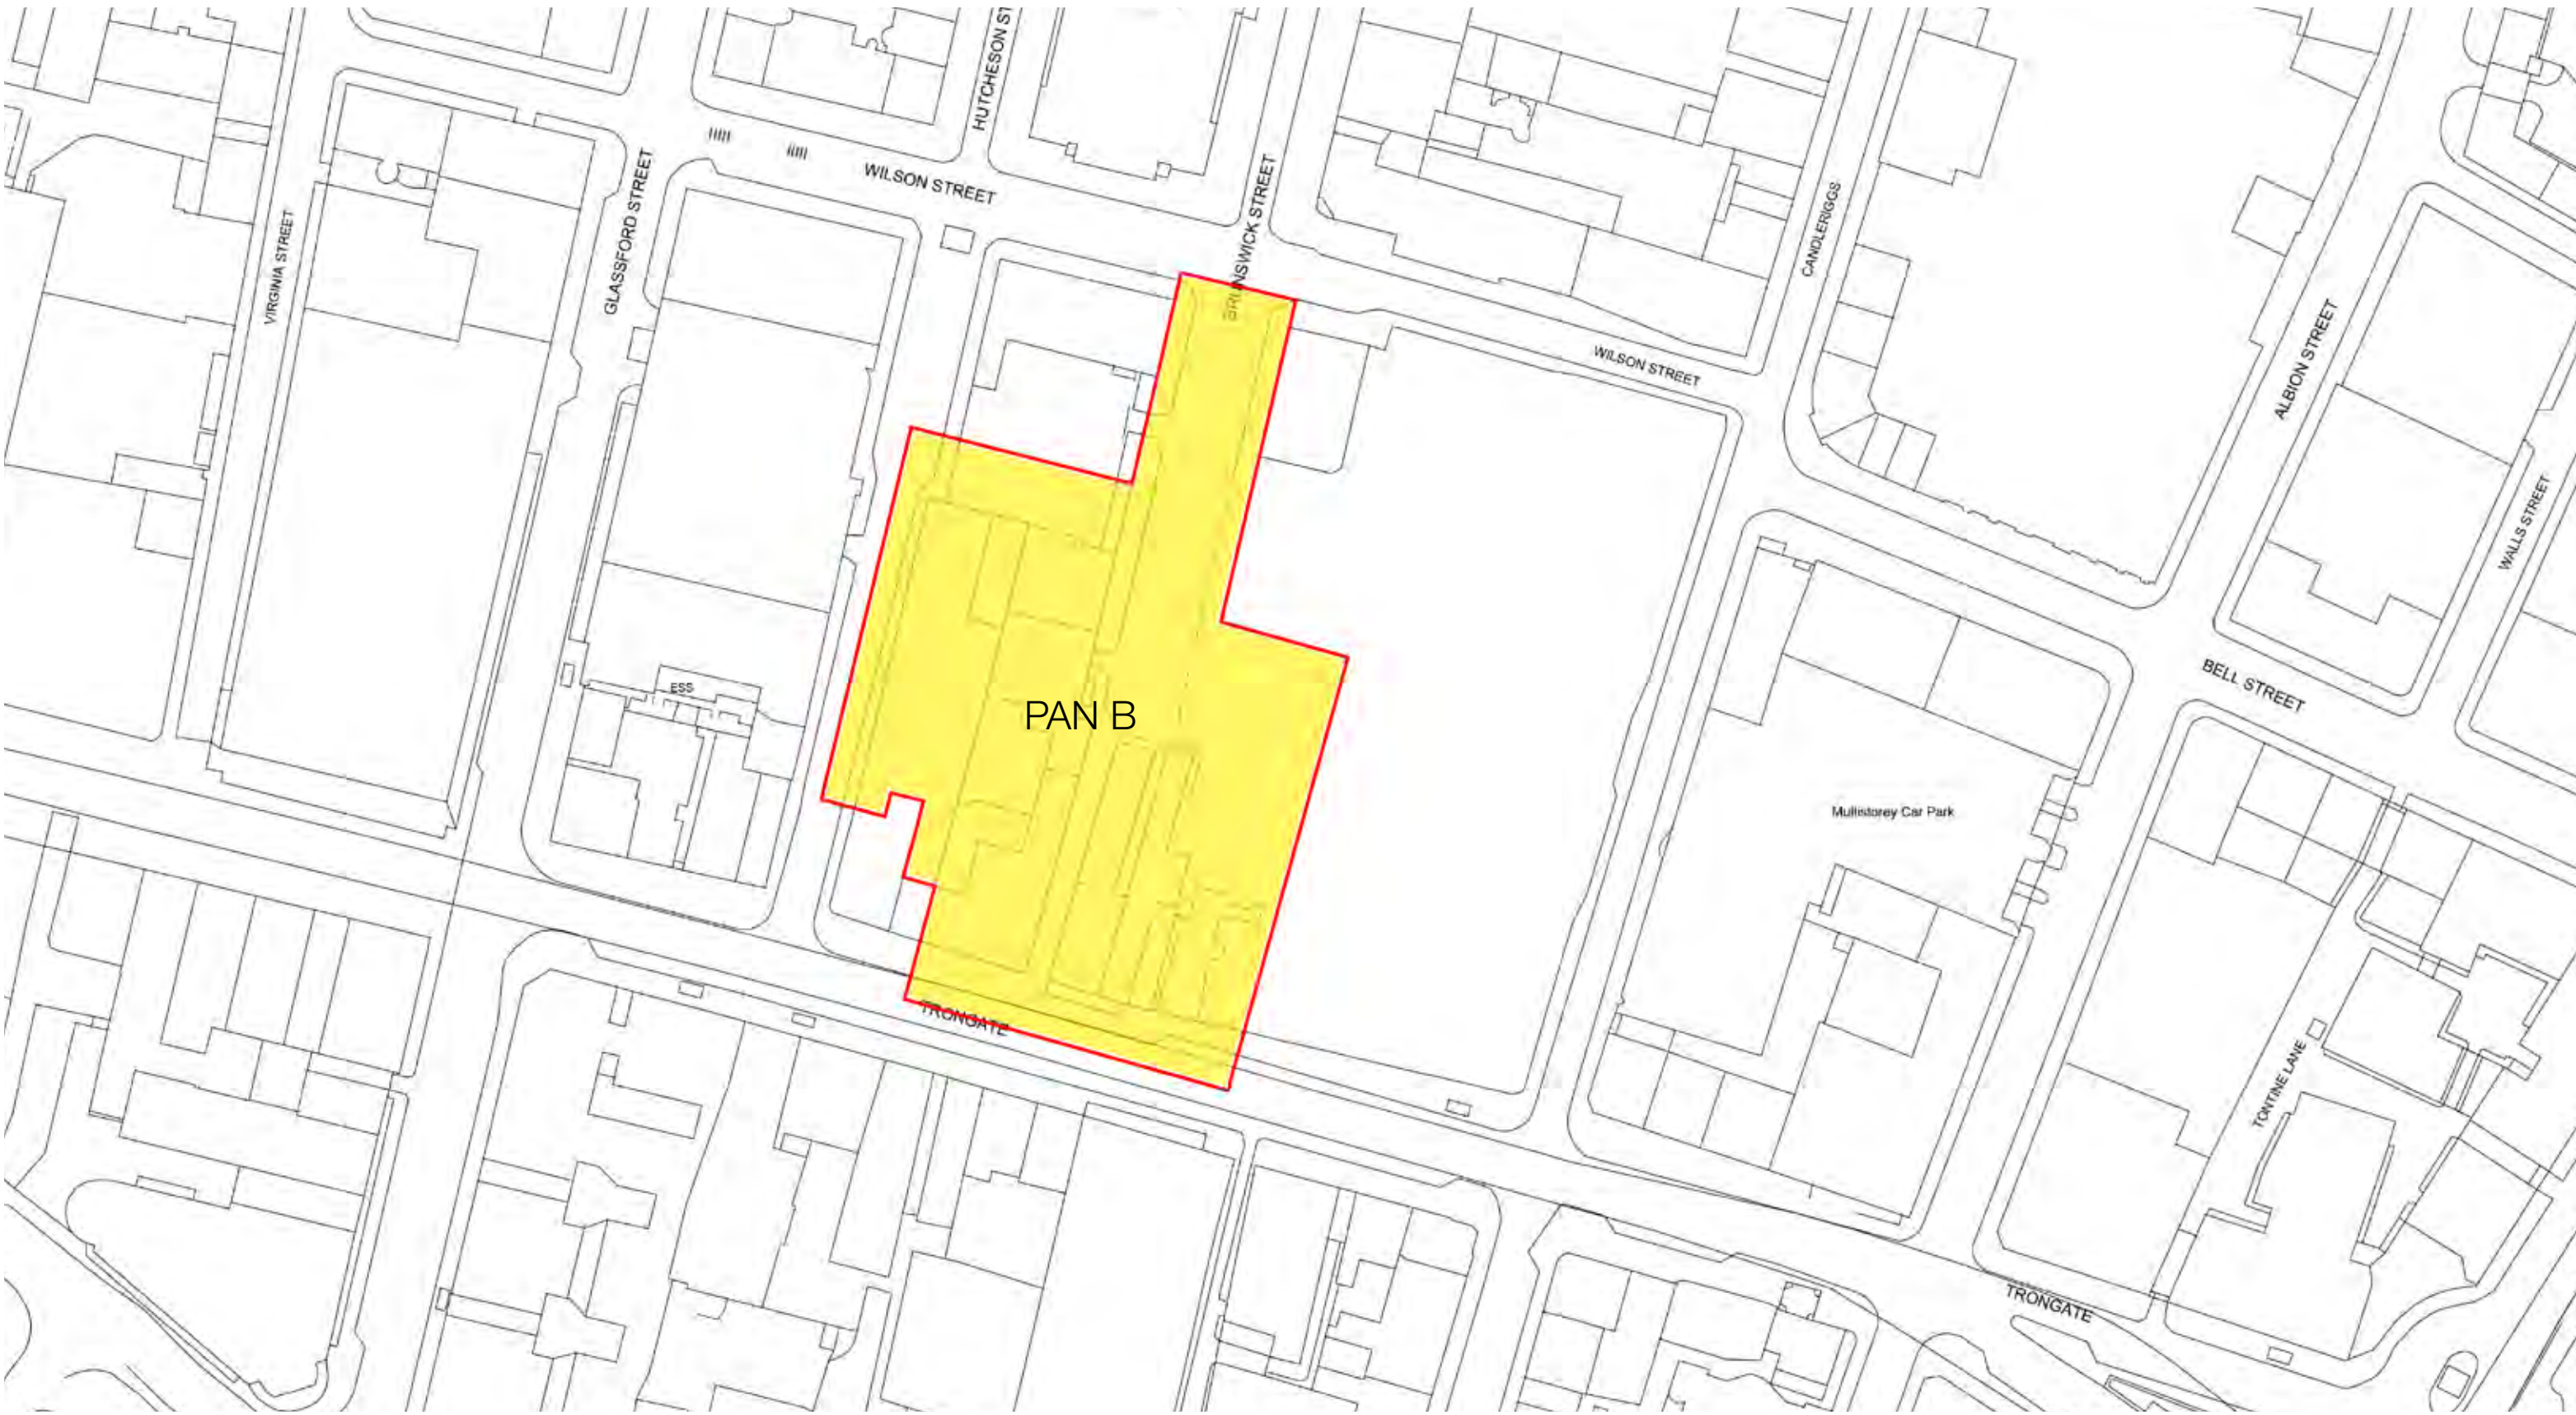 HUTCHESON ST
WILSON STREET
GLASSFORD STREET
BRUNSWICK STREET
VIRGINIA STREET
CANDLERIGGS
WILSON STREET
ALBION STREET
WALLS STREET
ESS
BELL STREET
PAN B
Multistorey Car Park
TRONGATE
TONTINE LANE
TRONGATE